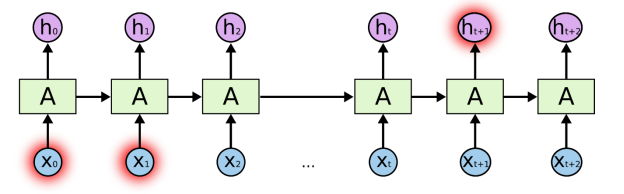 h₀ h₁ h₂ hₜ hₜ₊₁ hₜ₊₂
A A A A A A
x₀ x₁ x₂ ... xₜ xₜ₊₁ xₜ₊₂